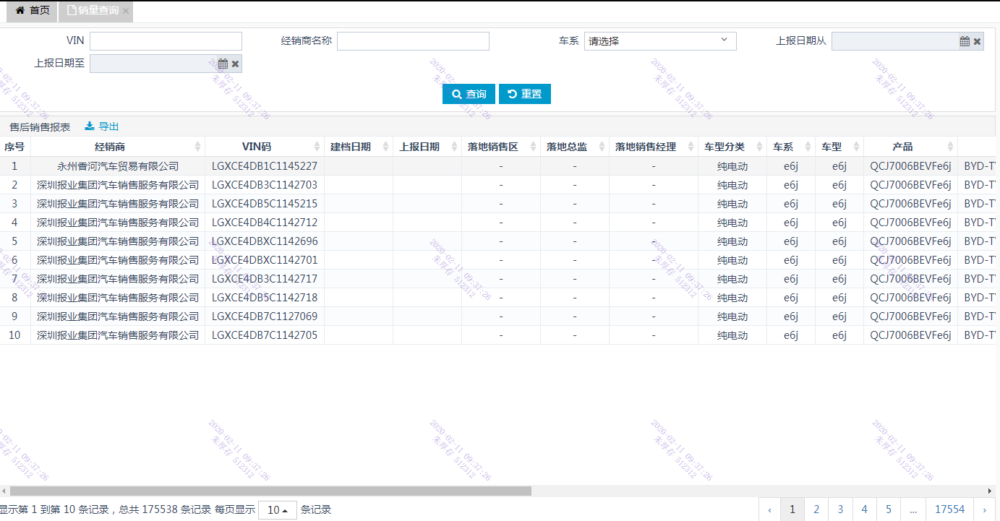 首页 销量查询
VIN 经销商名称 车系 请选择 上报日期从
上报日期至
查询 重置
售后销售报表 导出
序号 经销商 VIN码 建档日期 上报日期 落地销售区 落地总监 落地销售经理 车型分类 车系 车型 产品
1 永州香河汽车贸易有限公司 LGXCE4DB1C1145227 - - - 纯电动 e6j e6j QCJ7006BEVFe6j BYD-TY
2 深圳报业集团汽车销售服务有限公司 LGXCE4DB3C1142703 - - - 纯电动 e6j e6j QCJ7006BEVFe6j BYD-TY
3 深圳报业集团汽车销售服务有限公司 LGXCE4DB5C1145215 - - - 纯电动 e6j e6j QCJ7006BEVFe6j BYD-TY
4 深圳报业集团汽车销售服务有限公司 LGXCE4DB4C1142712 - - - 纯电动 e6j e6j QCJ7006BEVFe6j BYD-TY
5 深圳报业集团汽车销售服务有限公司 LGXCE4DBXC1142696 - - - 纯电动 e6j e6j QCJ7006BEVFe6j BYD-TY
6 深圳报业集团汽车销售服务有限公司 LGXCE4DBXC1142701 - - - 纯电动 e6j e6j QCJ7006BEVFe6j BYD-TY
7 深圳报业集团汽车销售服务有限公司 LGXCE4DB3C1142717 - - - 纯电动 e6j e6j QCJ7006BEVFe6j BYD-TY
8 深圳报业集团汽车销售服务有限公司 LGXCE4DB5C1142718 - - - 纯电动 e6j e6j QCJ7006BEVFe6j BYD-TY
9 深圳报业集团汽车销售服务有限公司 LGXCE4DB7C1127069 - - - 纯电动 e6j e6j QCJ7006BEVFe6j BYD-TY
10 深圳报业集团汽车销售服务有限公司 LGXCE4DB7C1142705 - - - 纯电动 e6j e6j QCJ7006BEVFe6j BYD-TY
显示第 1 到第 10 条记录，总共 175538 条记录 每页显示 10 条记录 ‹ 1 2 3 4 5 ... 17554 ›
2020-02-11 09:37:26
朱厚存 512312